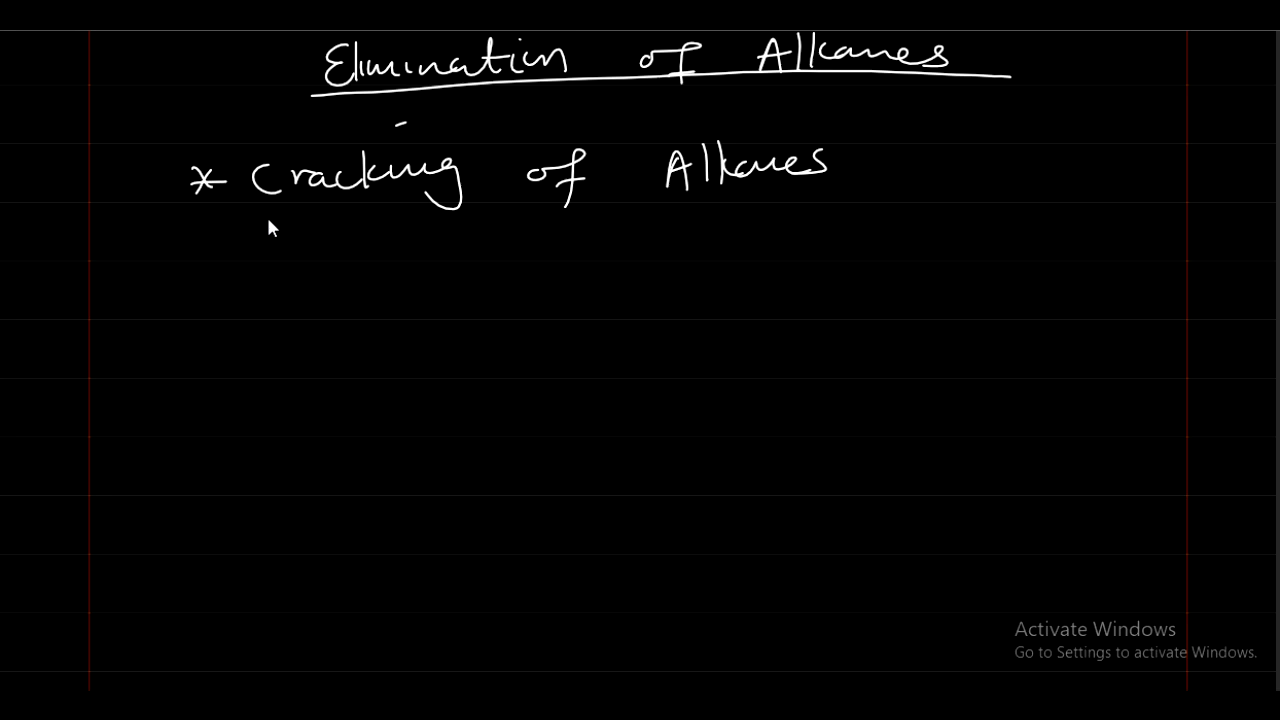 Elimination of Alkanes
* Cracking of Alkanes
Activate Windows
Go to Settings to activate Windows.